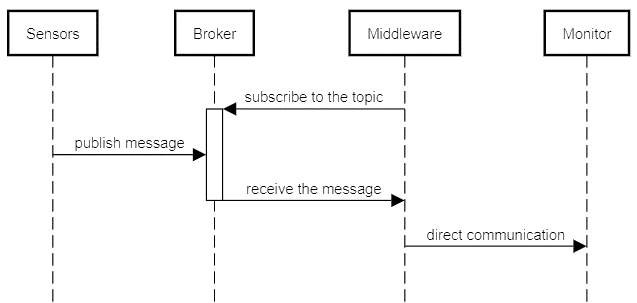 Sensors
Broker
Middleware
Monitor
subscribe to the topic
publish message
receive the message
direct communication